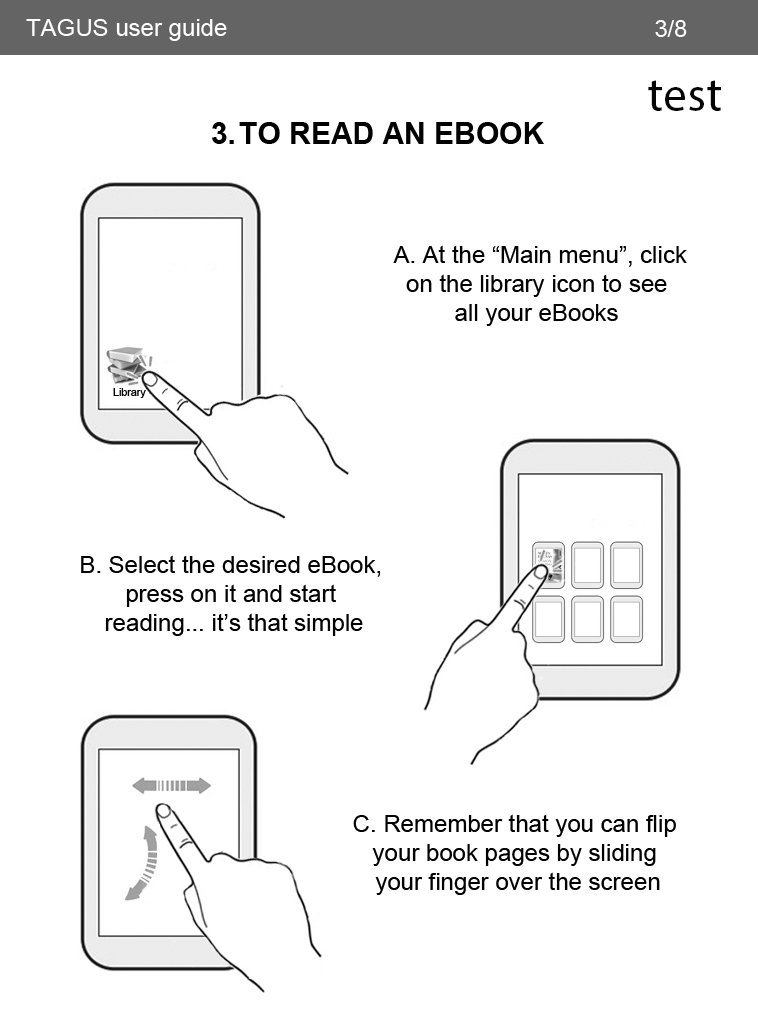 TAGUS user guide
3/8
test
3. TO READ AN EBOOK
A. At the “Main menu”, click
on the library icon to see
all your eBooks
Library
B. Select the desired eBook,
press on it and start
reading... it’s that simple
C. Remember that you can flip
your book pages by sliding
your finger over the screen